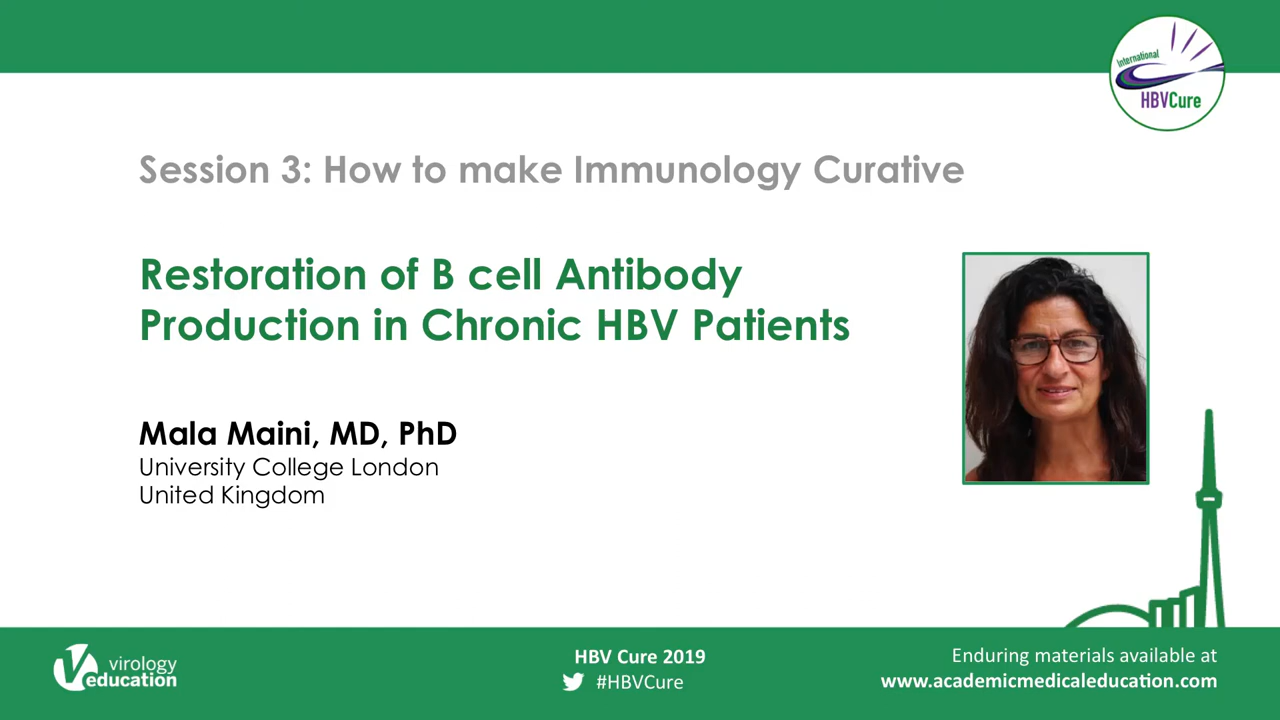 International
HBVCure
Session 3: How to make Immunology Curative
Restoration of B cell Antibody
Production in Chronic HBV Patients
Mala Maini, MD, PhD
University College London
United Kingdom
virology
education
HBV Cure 2019
#HBVCure
Enduring materials available at
www.academicmedicaleducation.com